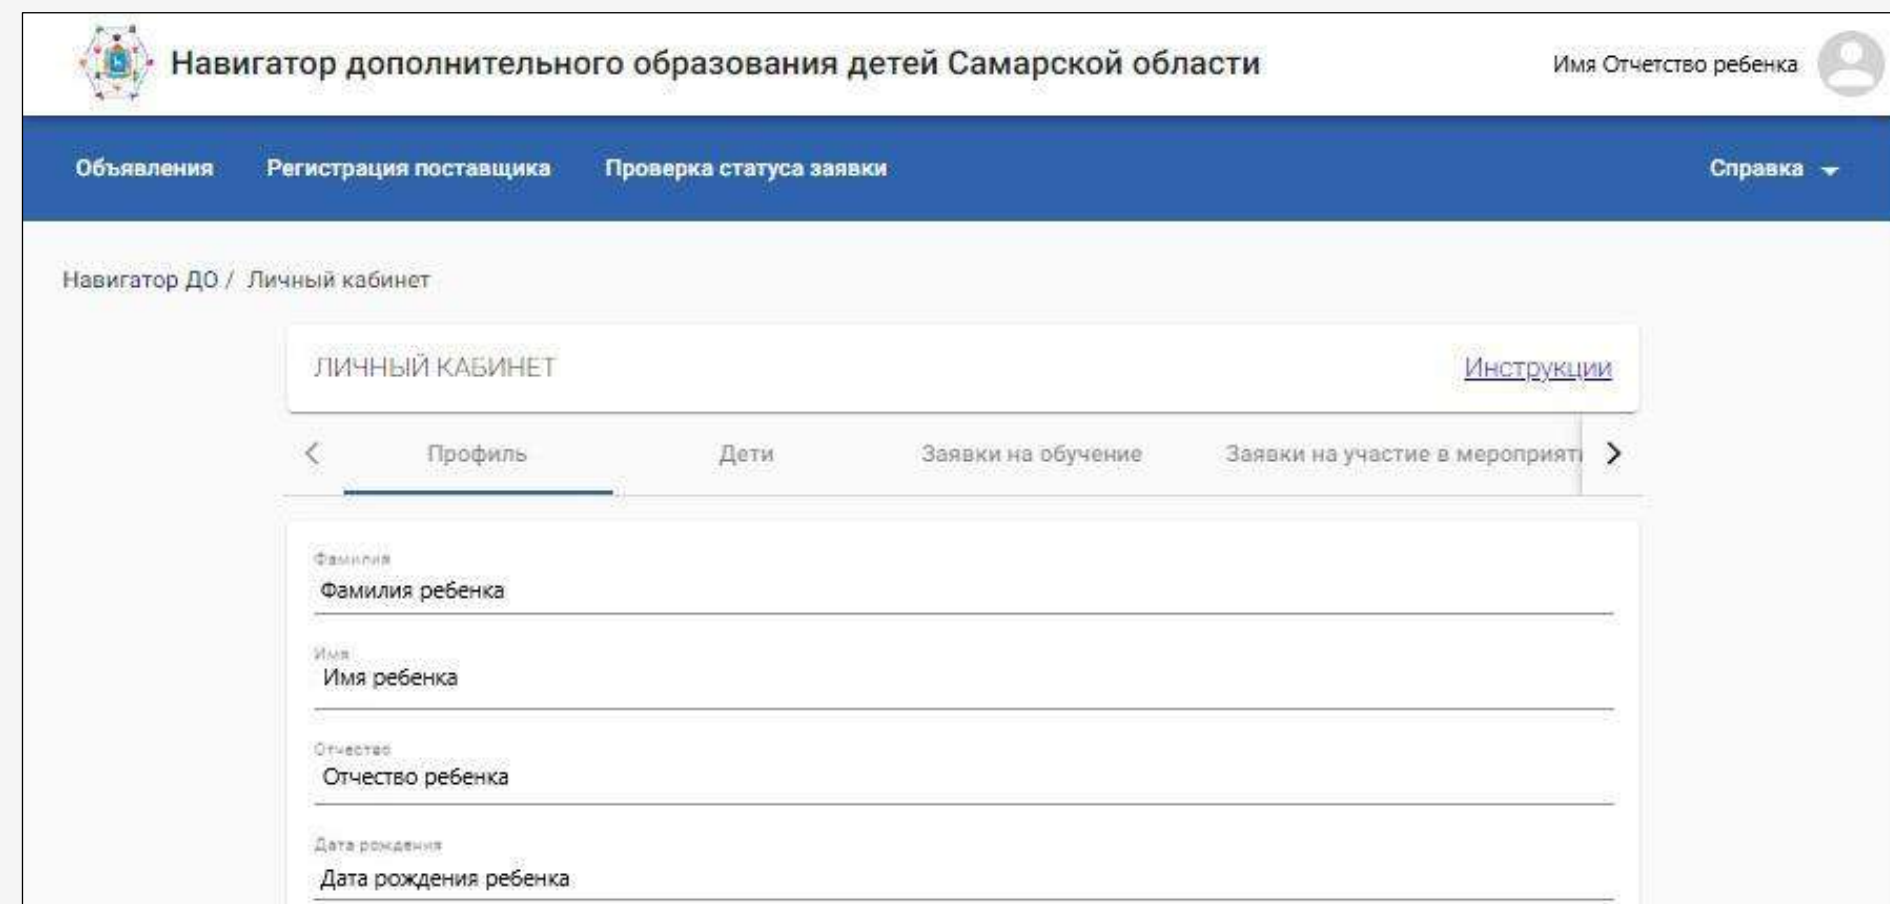 Навигатор дополнительного образования детей Самарской области
Имя Отчетство ребенка
Объявления Регистрация поставщика Проверка статуса заявки Справка
Навигатор ДО / Личный кабинет
ЛИЧНЫЙ КАБИНЕТ Инструкции
Профиль Дети Заявки на обучение Заявки на участие в мероприяти
Фамилия
Фамилия ребенка
Имя
Имя ребенка
Отчество
Отчество ребенка
Дата рождения
Дата рождения ребенка